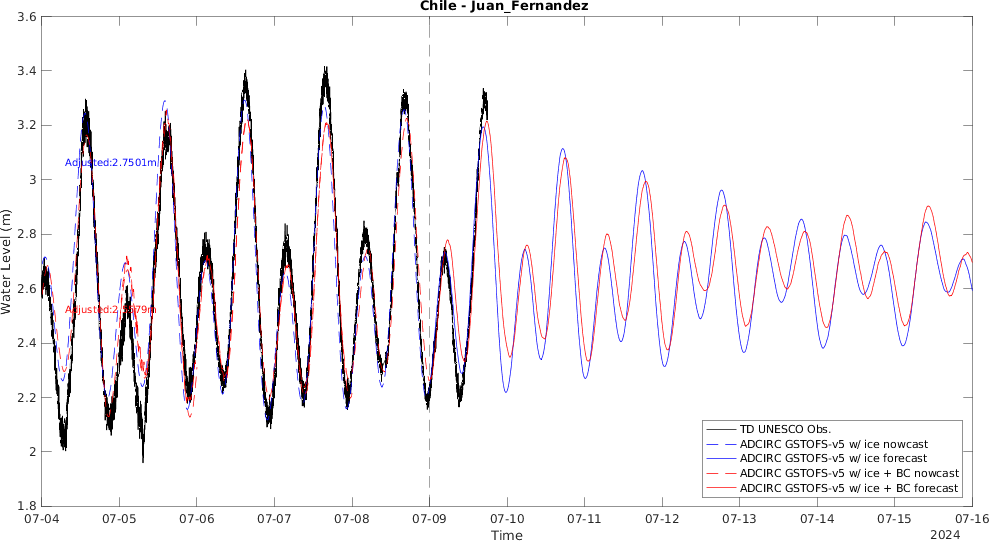 Chile - Juan_Fernandez
3.6
3.4
3.2
3
2.8
2.6
2.4
2.2
2
1.8
Water Level (m)
Adjusted:2.7501m
07-04
07-05
07-06
07-07
07-08
07-09
07-10
07-11
07-12
07-13
07-14
07-15
07-16
Time
2024
TD UNESCO Obs.
ADCIRC GSTOFS-v5 w/ ice nowcast
ADCIRC GSTOFS-v5 w/ ice forecast
ADCIRC GSTOFS-v5 w/ ice + BC nowcast
ADCIRC GSTOFS-v5 w/ ice + BC forecast